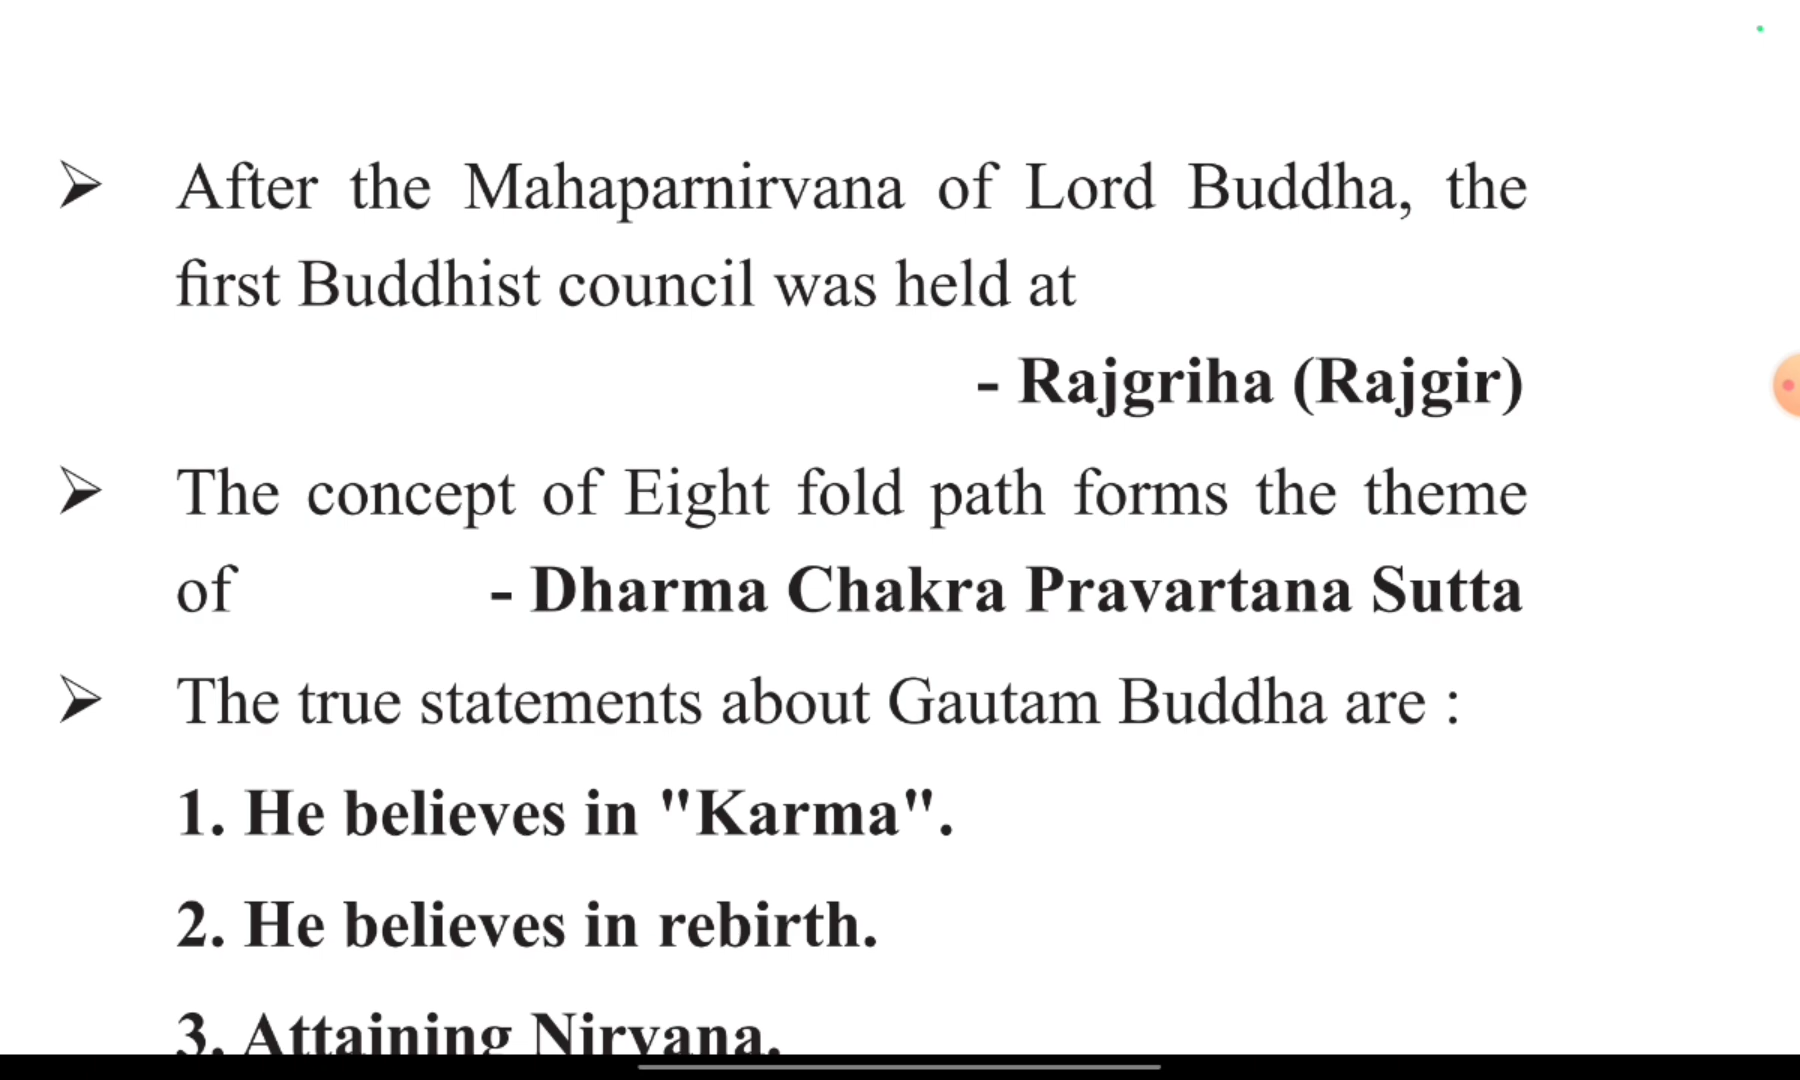 ➢ After the Mahaparnirvana of Lord Buddha, the
first Buddhist council was held at
- Rajgriha (Rajgir)
➢ The concept of Eight fold path forms the theme
of - Dharma Chakra Pravartana Sutta
➢ The true statements about Gautam Buddha are :
1. He believes in "Karma".
2. He believes in rebirth.
3. Attaining Nirvana.